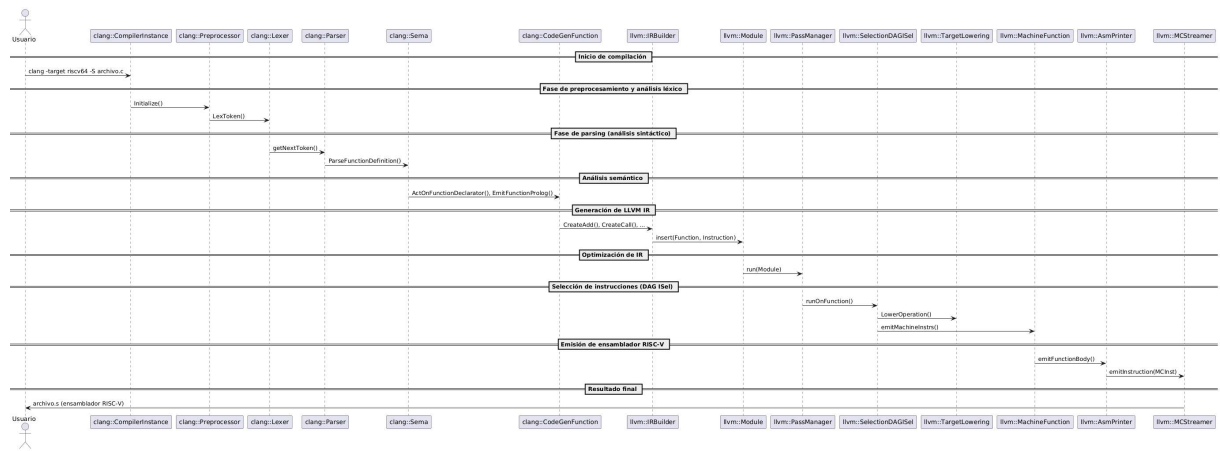 Usuario
clang::CompilerInstance
clang::Preprocessor
clang::Lexer
clang::Parser
clang::Sema
clang::CodeGenFunction
llvm::IRBuilder
llvm::Module
llvm::PassManager
llvm::SelectionDAGISel
llvm::TargetLowering
llvm::MachineFunction
llvm::AsmPrinter
llvm::MCStreamer
Inicio de compilación
clang -target riscv64 -S archivo.c
Fase de preprocesamiento y análisis léxico
Initialize()
LexToken()
Fase de parsing (análisis sintáctico)
getNextToken()
ParseFunctionDefinition()
Análisis semántico
ActOnFunctionDeclarator(), EmitFunctionProlog()
Generación de LLVM IR
CreateAdd(), CreateCall(), ...
insert(Function, Instruction)
Optimización de IR
run(Module)
Selección de instrucciones (DAG ISel)
runOnFunction()
LowerOperation()
emitMachineInstrs()
Emisión de ensamblador RISC-V
emitFunctionBody()
emitInstruction(MCInst)
Resultado final
archivo.s (ensamblador RISC-V)
Usuario
clang::CompilerInstance
clang::Preprocessor
clang::Lexer
clang::Parser
clang::Sema
clang::CodeGenFunction
llvm::IRBuilder
llvm::Module
llvm::PassManager
llvm::SelectionDAGISel
llvm::TargetLowering
llvm::MachineFunction
llvm::AsmPrinter
llvm::MCStreamer